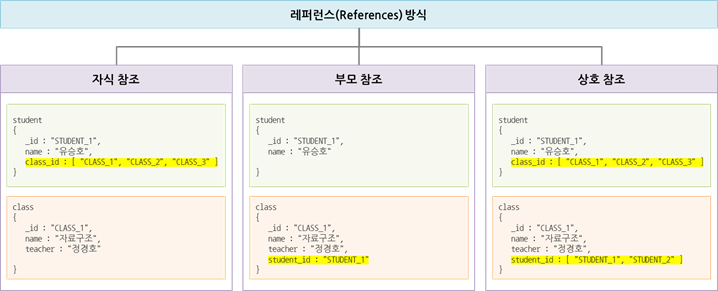 레퍼런스(References) 방식
자식 참조
student
{
_id : "STUDENT_1",
name : "유승호",
class_id : [ "CLASS_1", "CLASS_2", "CLASS_3" ]
}
class
{
_id : "CLASS_1",
name : "자료구조",
teacher : "정경호"
}
부모 참조
student
{
_id : "STUDENT_1",
name : "유승호"
}
class
{
_id : "CLASS_1",
name : "자료구조",
teacher : "정경호",
student_id : "STUDENT_1"
}
상호 참조
student
{
_id : "STUDENT_1",
name : "유승호",
class_id : [ "CLASS_1", "CLASS_2", "CLASS_3" ]
}
class
{
_id : "CLASS_1",
name : "자료구조",
teacher : "정경호",
student_id : [ "STUDENT_1", "STUDENT_2" ]
}